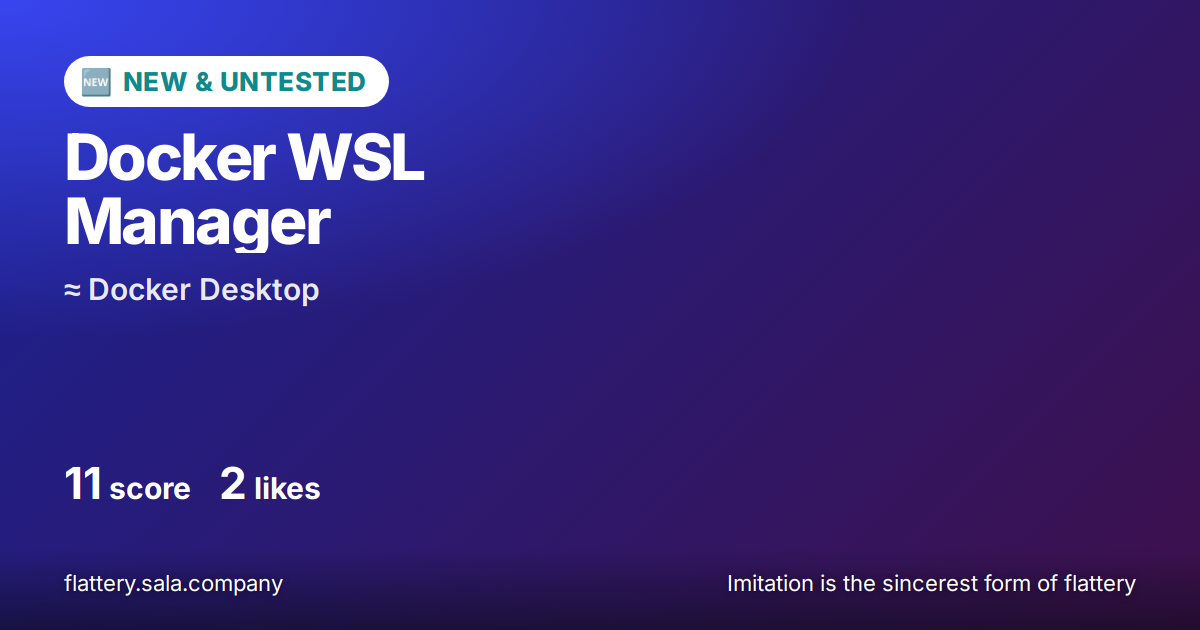 🆕 NEW & UNTESTED
Docker WSL
Manager
≈ Docker Desktop
11 score 2 likes
flattery.sala.company
Imitation is the sincerest form of flattery